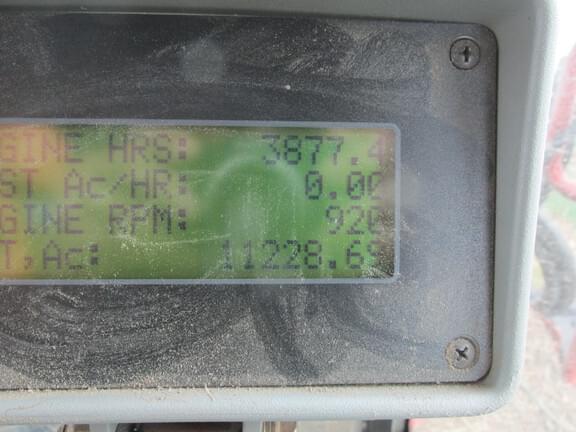 GINE HRS: 3877.4
ST Ac/HR: 0.00
GINE RPM: 920
T,Ac: 11228.69